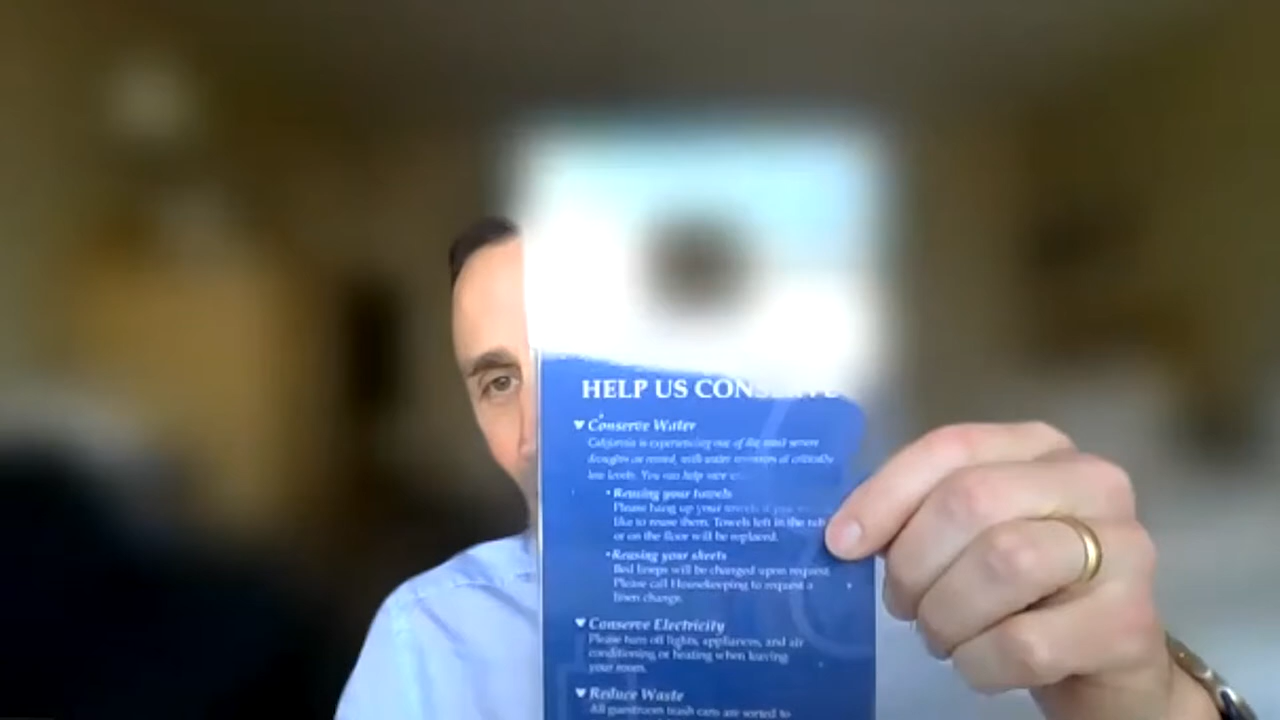 HELP US CONSERVE
Conserve Water
California is experiencing one of the most severe
droughts on record, with water reserves at critically
low levels. You can help save
• Reusing your towels
Please hang up your towels if you
like to reuse them. Towels left in the tub
or on the floor will be replaced.
• Reusing your sheets
Bed linens will be changed upon request.
Please call Housekeeping to request a
linen change.
Conserve Electricity
Please turn off lights, appliances, and air
conditioning or heating when leaving
your room.
Reduce Waste
All guestroom trash cans are sorted to